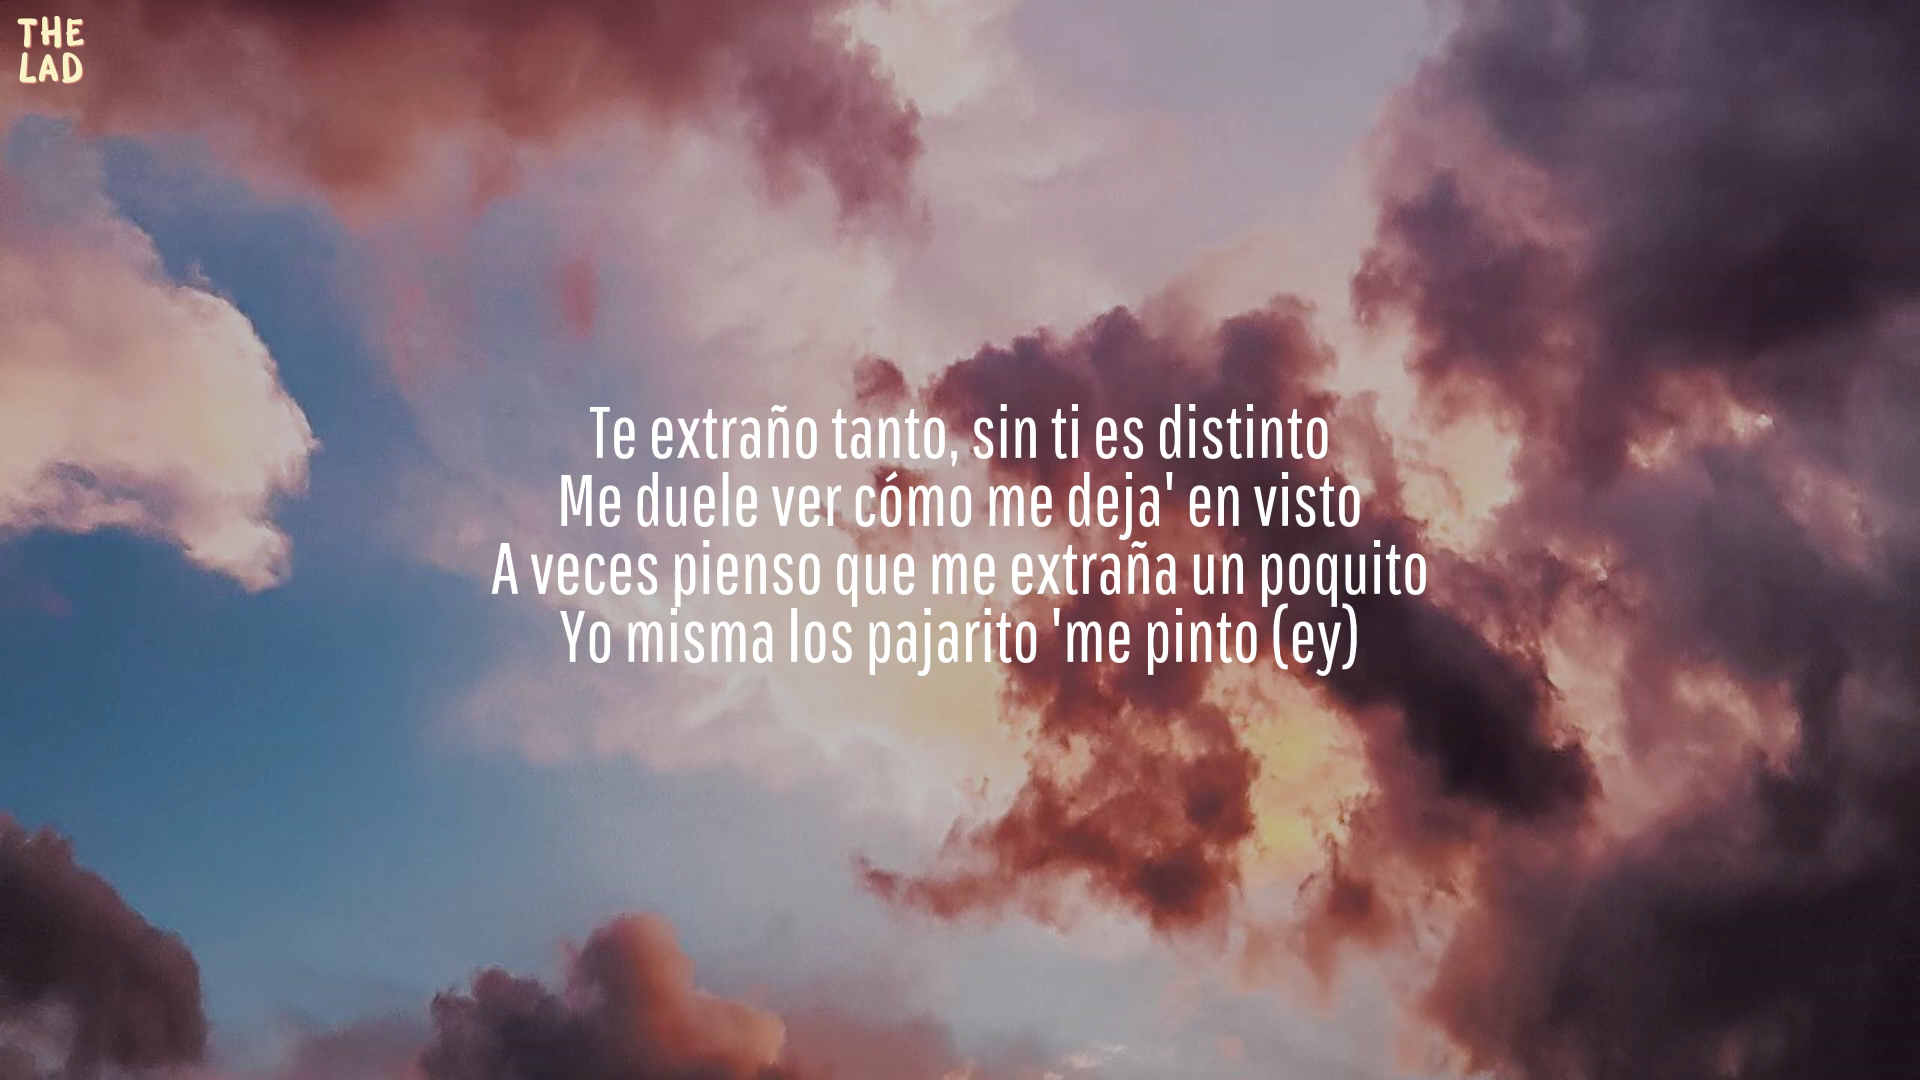 THE
LAD
Te extraño tanto, sin ti es distinto
Me duele ver cómo me deja' en visto
A veces pienso que me extraña un poquito
Yo misma los pajarito 'me pinto (ey)